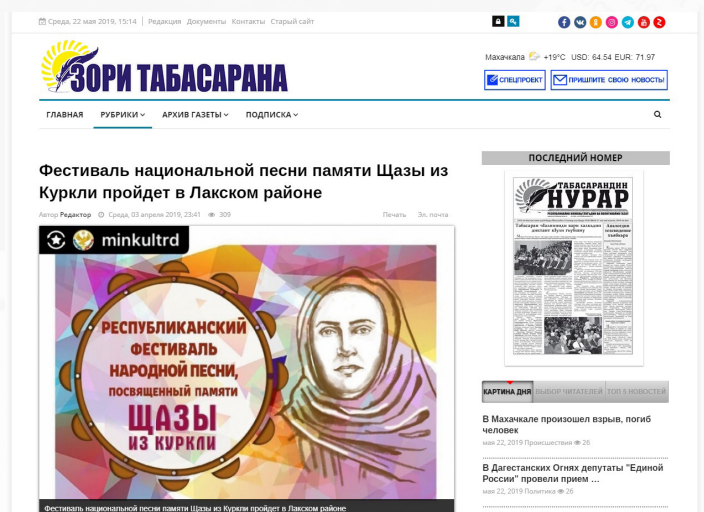 Среда, 22 мая 2019, 15:14 Редакция Документы Контакты Старый сайт
ЗОРИ ТАБАСАРАНА
Махачкала +19°C USD: 64.54 EUR: 71.97
СПЕЦПРОЕКТ ПРИШЛИТЕ СВОЮ НОВОСТЬ!
ГЛАВНАЯ РУБРИКИ АРХИВ ГАЗЕТЫ ПОДПИСКА
Фестиваль национальной песни памяти Щазы из
Куркли пройдет в Лакском районе
Автор Редактор Среда, 03 апреля 2019, 23:41 309 Печать Эл. почта
minkultrd
РЕСПУБЛИКАНСКИЙ
ФЕСТИВАЛЬ
НАРОДНОЙ ПЕСНИ,
ПОСВЯЩЕННЫЙ ПАМЯТИ
ЩАЗЫ
ИЗ КУРКЛИ
Фестиваль национальной песни памяти Щазы из Куркли пройдет в Лакском районе
ПОСЛЕДНИЙ НОМЕР
ТАБАСАРАНДИН
НУРАР
КАРТИНА ДНЯ ВЫБОР ЧИТАТЕЛЕЙ ТОП 5 НОВОСТЕЙ
В Махачкале произошел взрыв, погиб
человек
мая 22, 2019 Происшествия 26
В Дагестанских Огнях депутаты "Единой
России" провели прием ...
мая 22, 2019 Политика 26